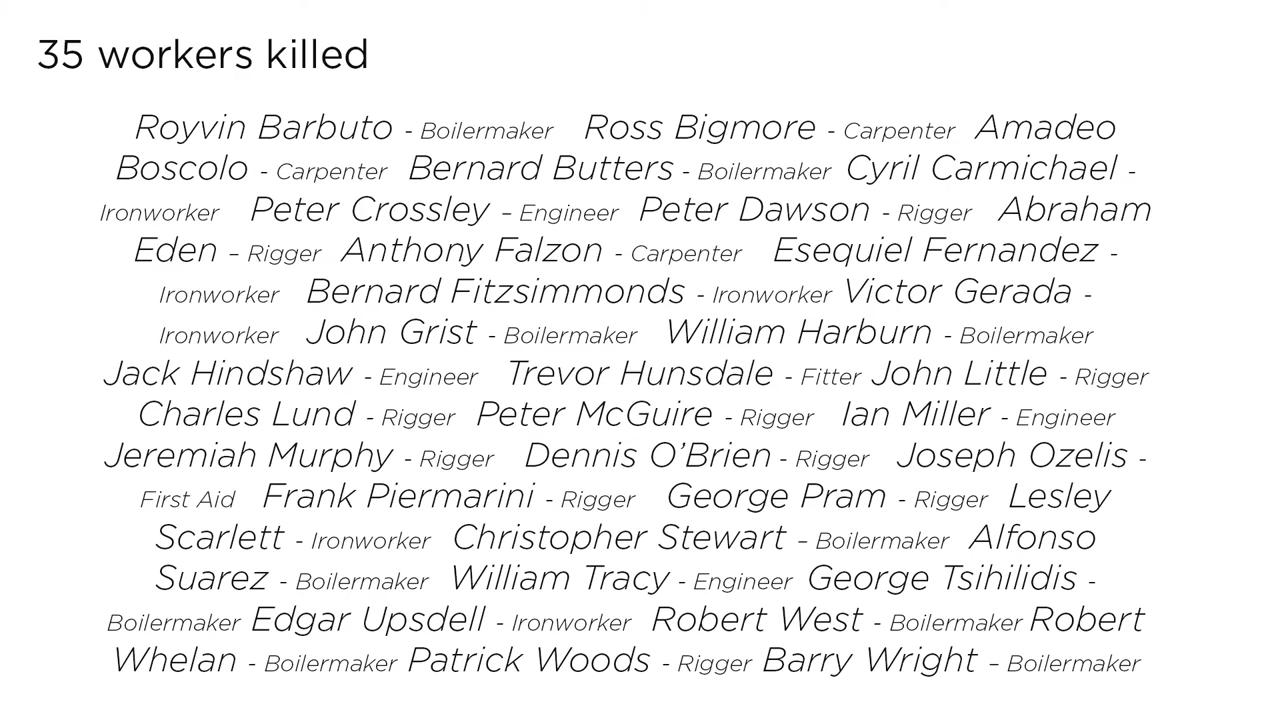 35 workers killed
Royvin Barbuto - Boilermaker Ross Bigmore - Carpenter Amadeo
Boscolo - Carpenter Bernard Butters - Boilermaker Cyril Carmichael -
Ironworker Peter Crossley – Engineer Peter Dawson - Rigger Abraham
Eden – Rigger Anthony Falzon - Carpenter Esequiel Fernandez -
Ironworker Bernard Fitzsimmonds - Ironworker Victor Gerada -
Ironworker John Grist - Boilermaker William Harburn - Boilermaker
Jack Hindshaw - Engineer Trevor Hunsdale - Fitter John Little - Rigger
Charles Lund - Rigger Peter McGuire - Rigger Ian Miller - Engineer
Jeremiah Murphy - Rigger Dennis O’Brien - Rigger Joseph Ozelis -
First Aid Frank Piermarini - Rigger George Pram - Rigger Lesley
Scarlett - Ironworker Christopher Stewart – Boilermaker Alfonso
Suarez - Boilermaker William Tracy - Engineer George Tsihilidis -
Boilermaker Edgar Upsdell - Ironworker Robert West - Boilermaker Robert
Whelan - Boilermaker Patrick Woods - Rigger Barry Wright – Boilermaker